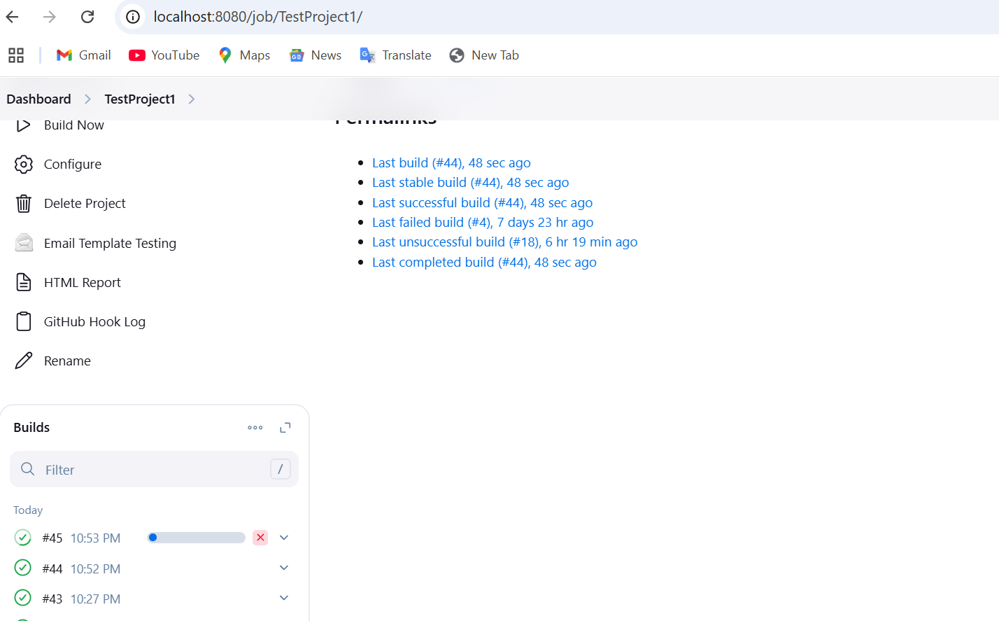 localhost:8080/job/TestProject1/
Gmail YouTube Maps News Translate New Tab
Dashboard TestProject1
Permalinks
Build Now
Configure
Delete Project
Email Template Testing
HTML Report
GitHub Hook Log
Rename
Last build (#44), 48 sec ago
Last stable build (#44), 48 sec ago
Last successful build (#44), 48 sec ago
Last failed build (#4), 7 days 23 hr ago
Last unsuccessful build (#18), 6 hr 19 min ago
Last completed build (#44), 48 sec ago
Builds
Filter /
Today
#45 10:53 PM
#44 10:52 PM
#43 10:27 PM